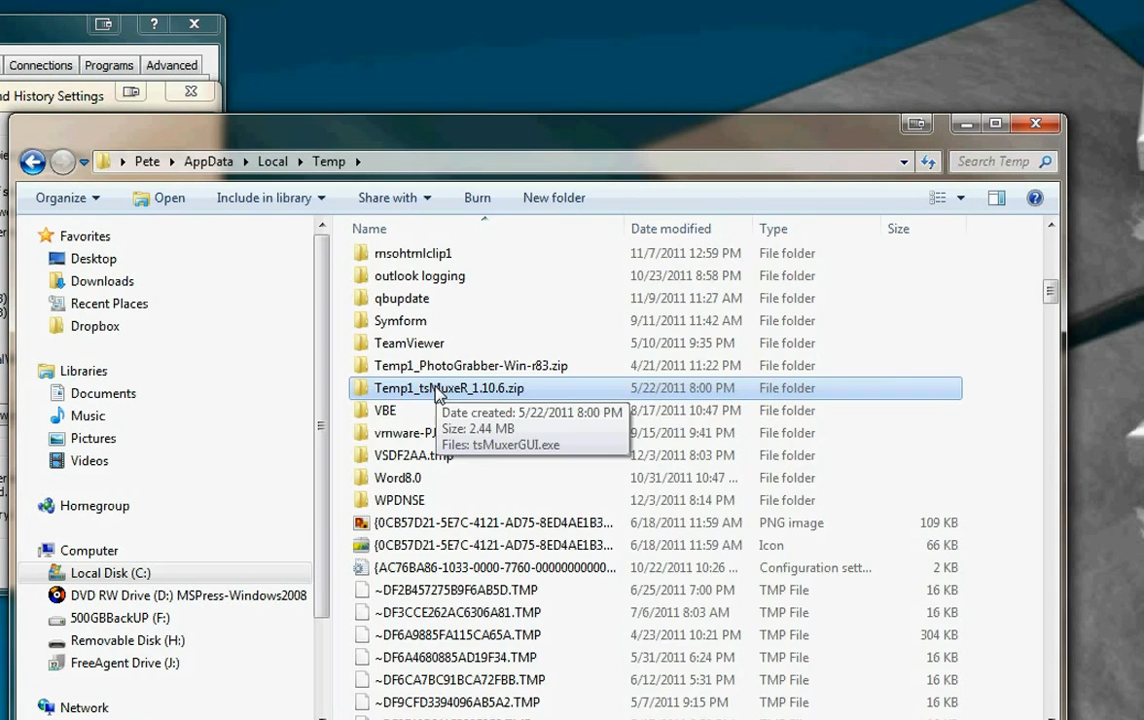 Connections Programs Advanced
nd History Settings
Pete AppData Local Temp
Search Temp
Organize Open Include in library Share with Burn New folder
Name Date modified Type Size
Favorites
Desktop
Downloads
Recent Places
Dropbox
Libraries
Documents
Music
Pictures
Videos
Homegroup
Computer
Local Disk (C:)
DVD RW Drive (D:) MSPress-Windows2008
500GBBackUP (F:)
Removable Disk (H:)
FreeAgent Drive (J:)
Network
msohtmlclip1 11/7/2011 12:59 PM File folder
outlook logging 10/23/2011 8:58 PM File folder
qbupdate 11/9/2011 11:27 AM File folder
Symform 9/11/2011 11:42 AM File folder
TeamViewer 5/10/2011 9:35 PM File folder
Temp1_PhotoGrabber-Win-r83.zip 4/21/2011 11:22 PM File folder
Temp1_tsMuxeR_1.10.6.zip 5/22/2011 8:00 PM File folder
VBE 8/17/2011 10:47 PM File folder
vmware-PJ 9/15/2011 9:41 PM File folder
VSDF2AA.tmp 12/3/2011 8:03 PM File folder
Word8.0 10/31/2011 10:47 ... File folder
WPDNSE 12/3/2011 8:14 PM File folder
{0CB57D21-5E7C-4121-AD75-8ED4AE1B3... 6/18/2011 11:59 AM PNG image 109 KB
{0CB57D21-5E7C-4121-AD75-8ED4AE1B3... 6/18/2011 11:59 AM Icon 66 KB
{AC76BA86-1033-0000-7760-00000000000... 10/22/2011 10:26 ... Configuration sett... 2 KB
~DF2B457275B9F6AB5D.TMP 6/25/2011 7:00 PM TMP File 16 KB
~DF3CCE262AC6306A81.TMP 7/6/2011 8:03 AM TMP File 16 KB
~DF6A9885FA115CA65A.TMP 4/23/2011 10:21 PM TMP File 304 KB
~DF6A4680885AD19F34.TMP 5/31/2011 6:24 PM TMP File 16 KB
~DF6CA7BC91BCA72FBB.TMP 6/12/2011 5:31 PM TMP File 16 KB
~DF9CFD3394096AB5A2.TMP 5/7/2011 9:15 PM TMP File 16 KB
Date created: 5/22/2011 8:00 PM
Size: 2.44 MB
Files: tsMuxerGUI.exe